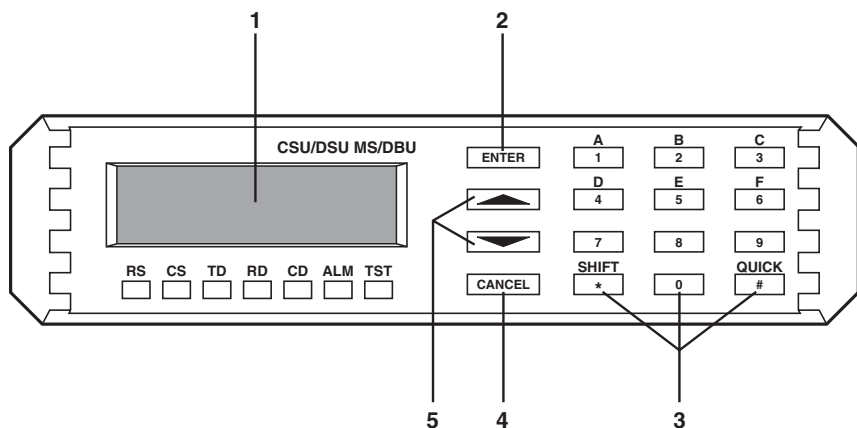 1 2
CSU/DSU MS/DBU
ENTER
A B C
1 2 3
D E F
4 5 6
7 8 9
RS CS TD RD CD ALM TST
CANCEL
SHIFT QUICK
* 0 #
5 4 3